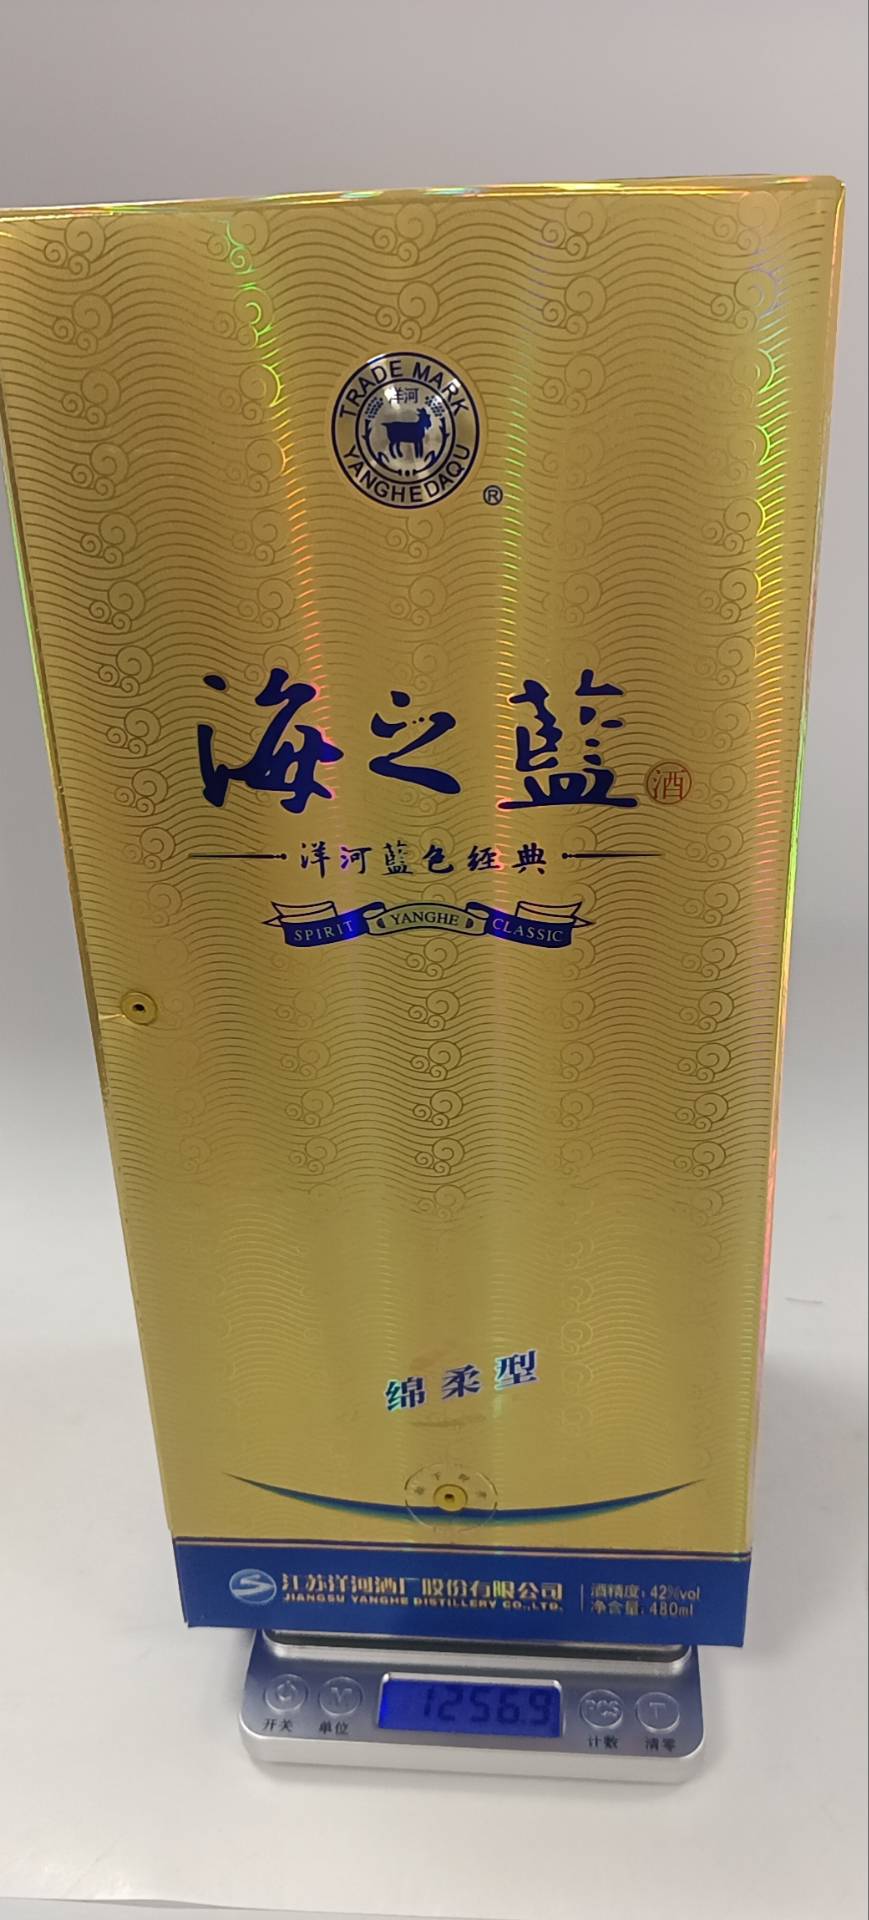 TRADE MARK
洋河
YANGHEDAQU
®
海之藍
酒
洋河藍色经典
SPIRIT YANGHE CLASSIC
绵柔型
江苏洋河酒厂股份有限公司
JIANGSU YANGHE DISTILLERY CO.,LTD.
酒精度: 42%vol
净含量: 480ml
M
1256.9
PCS
T
开关
单位
计数
清零